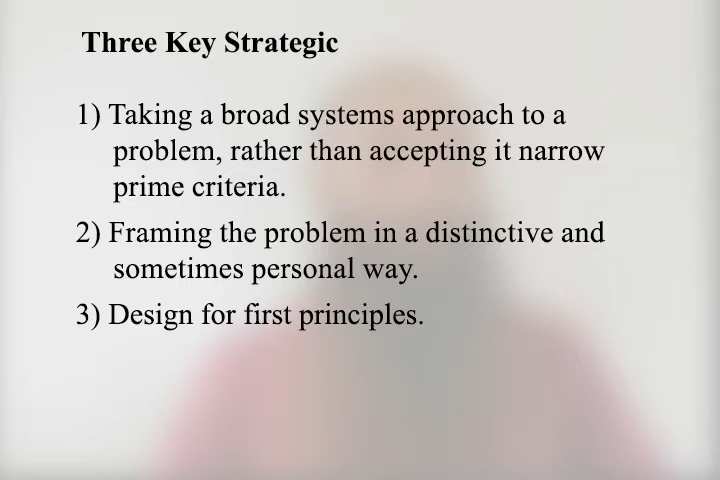 Three Key Strategic
1) Taking a broad systems approach to a
problem, rather than accepting it narrow
prime criteria.
2) Framing the problem in a distinctive and
sometimes personal way.
3) Design for first principles.